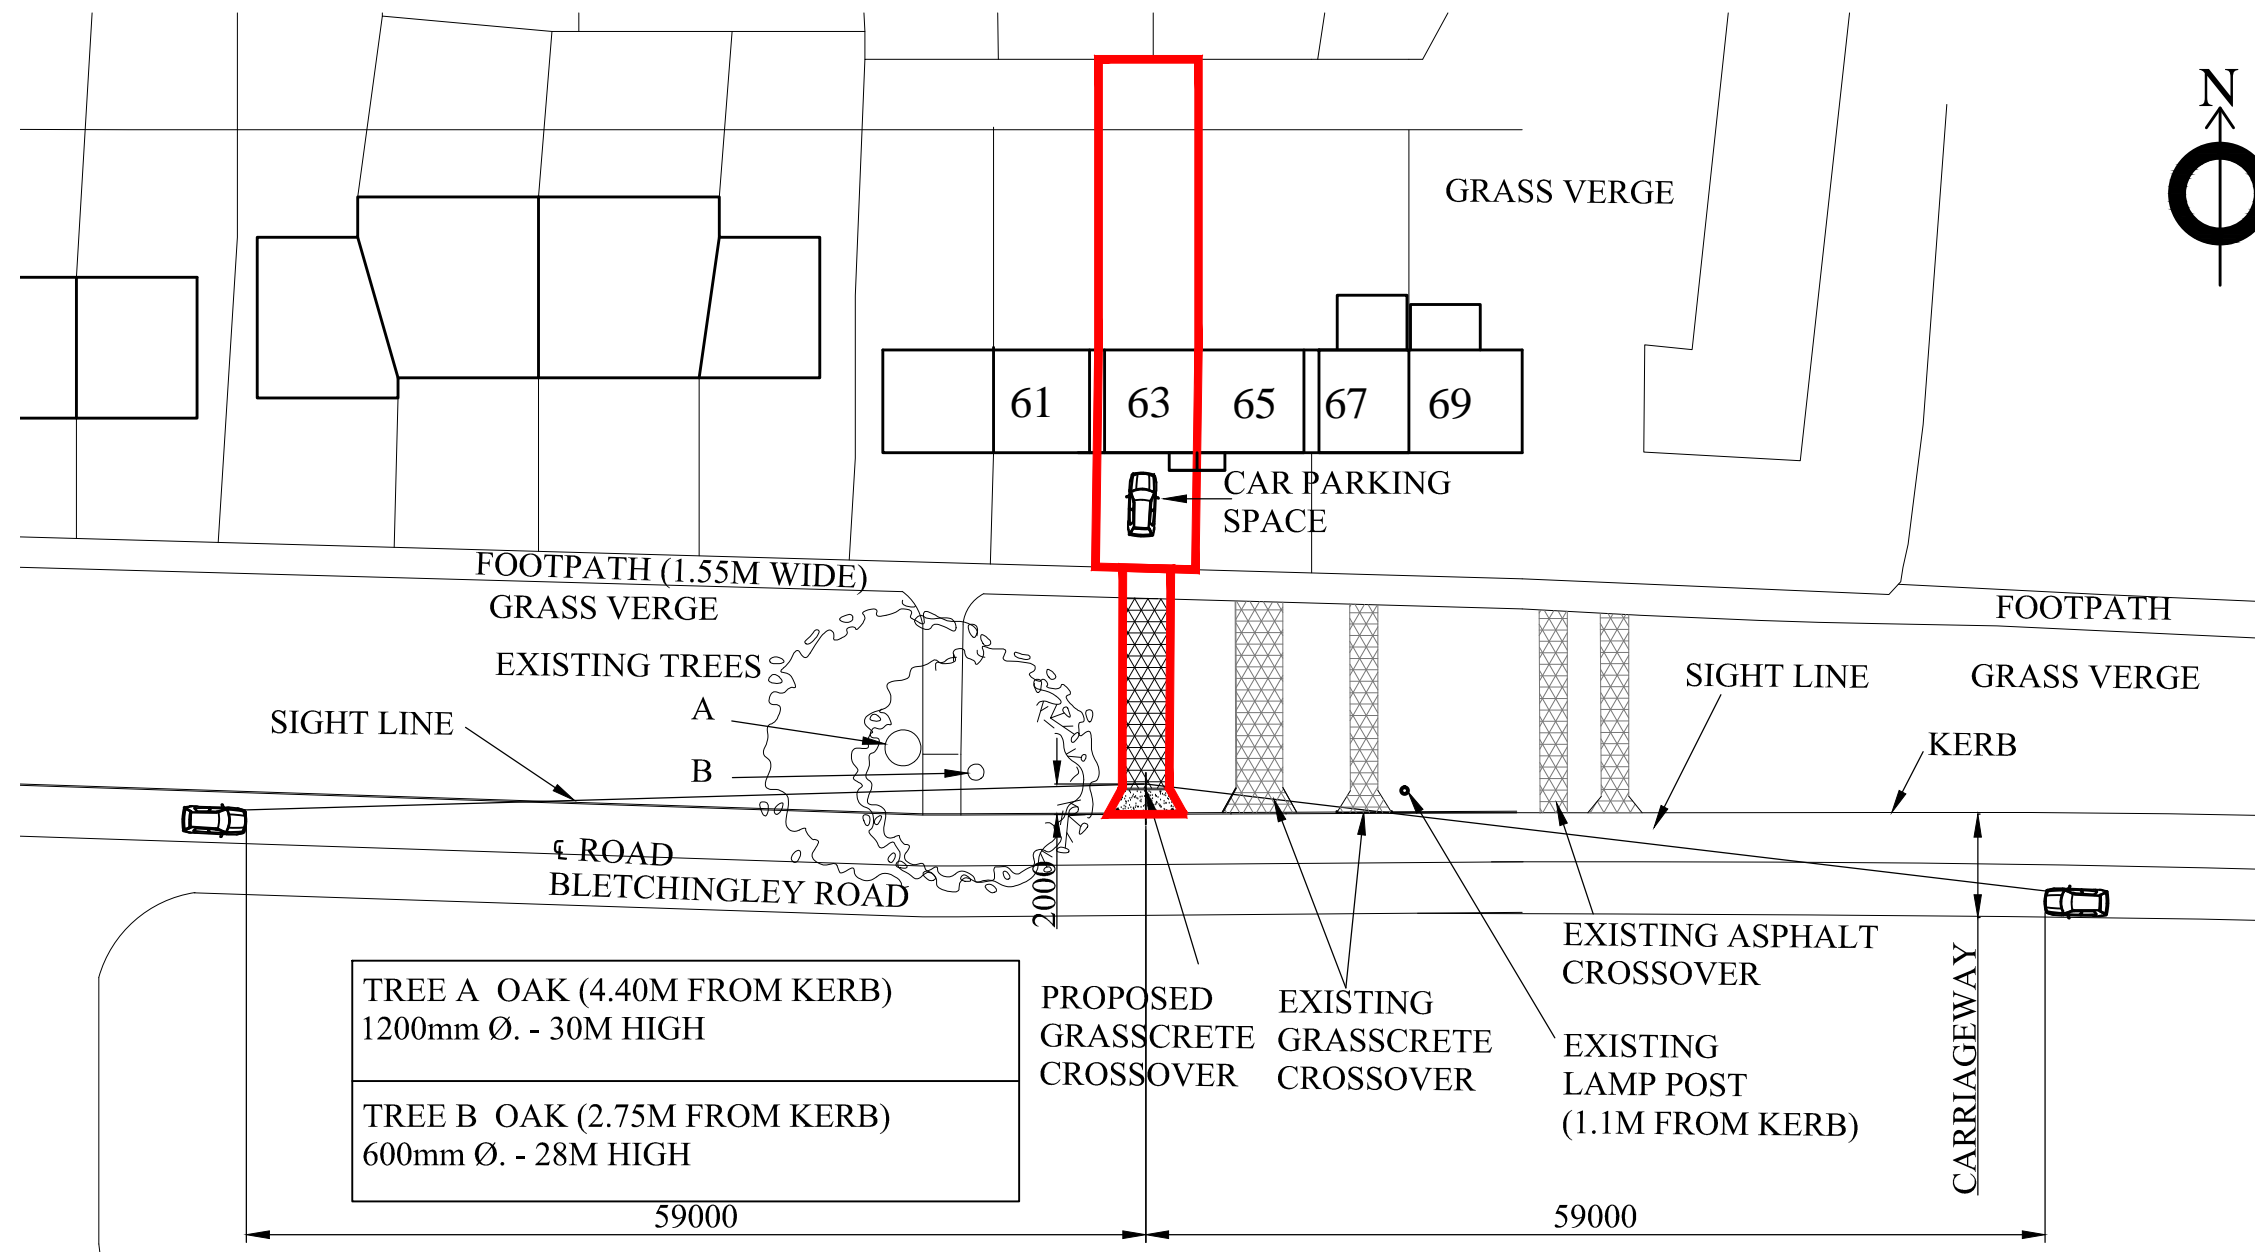 N
GRASS VERGE
61
63
65
67
69
CAR PARKING
SPACE
FOOTPATH (1.55M WIDE)
GRASS VERGE
FOOTPATH
EXISTING TREES
SIGHT LINE
GRASS VERGE
A
SIGHT LINE
KERB
B
℄ ROAD
BLETCHINGLEY ROAD
2000
EXISTING ASPHALT
CROSSOVER
CARRIAGEWAY
TREE A OAK (4.40M FROM KERB)
1200mm Ø. - 30M HIGH
PROPOSED
GRASSCRETE
CROSSOVER
EXISTING
GRASSCRETE
CROSSOVER
EXISTING
LAMP POST
(1.1M FROM KERB)
TREE B OAK (2.75M FROM KERB)
600mm Ø. - 28M HIGH
59000
59000